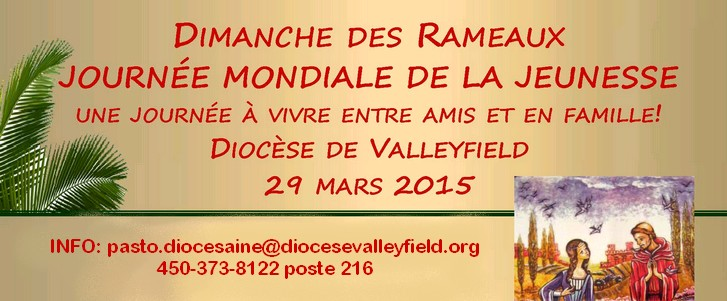 DIMANCHE DES RAMEAUX
JOURNÉE MONDIALE DE LA JEUNESSE
UNE JOURNÉE À VIVRE ENTRE AMIS ET EN FAMILLE!
DIOCÈSE DE VALLEYFIELD
29 MARS 2015
INFO: pasto.diocesaine@diocesevalleyfield.org
450-373-8122 poste 216